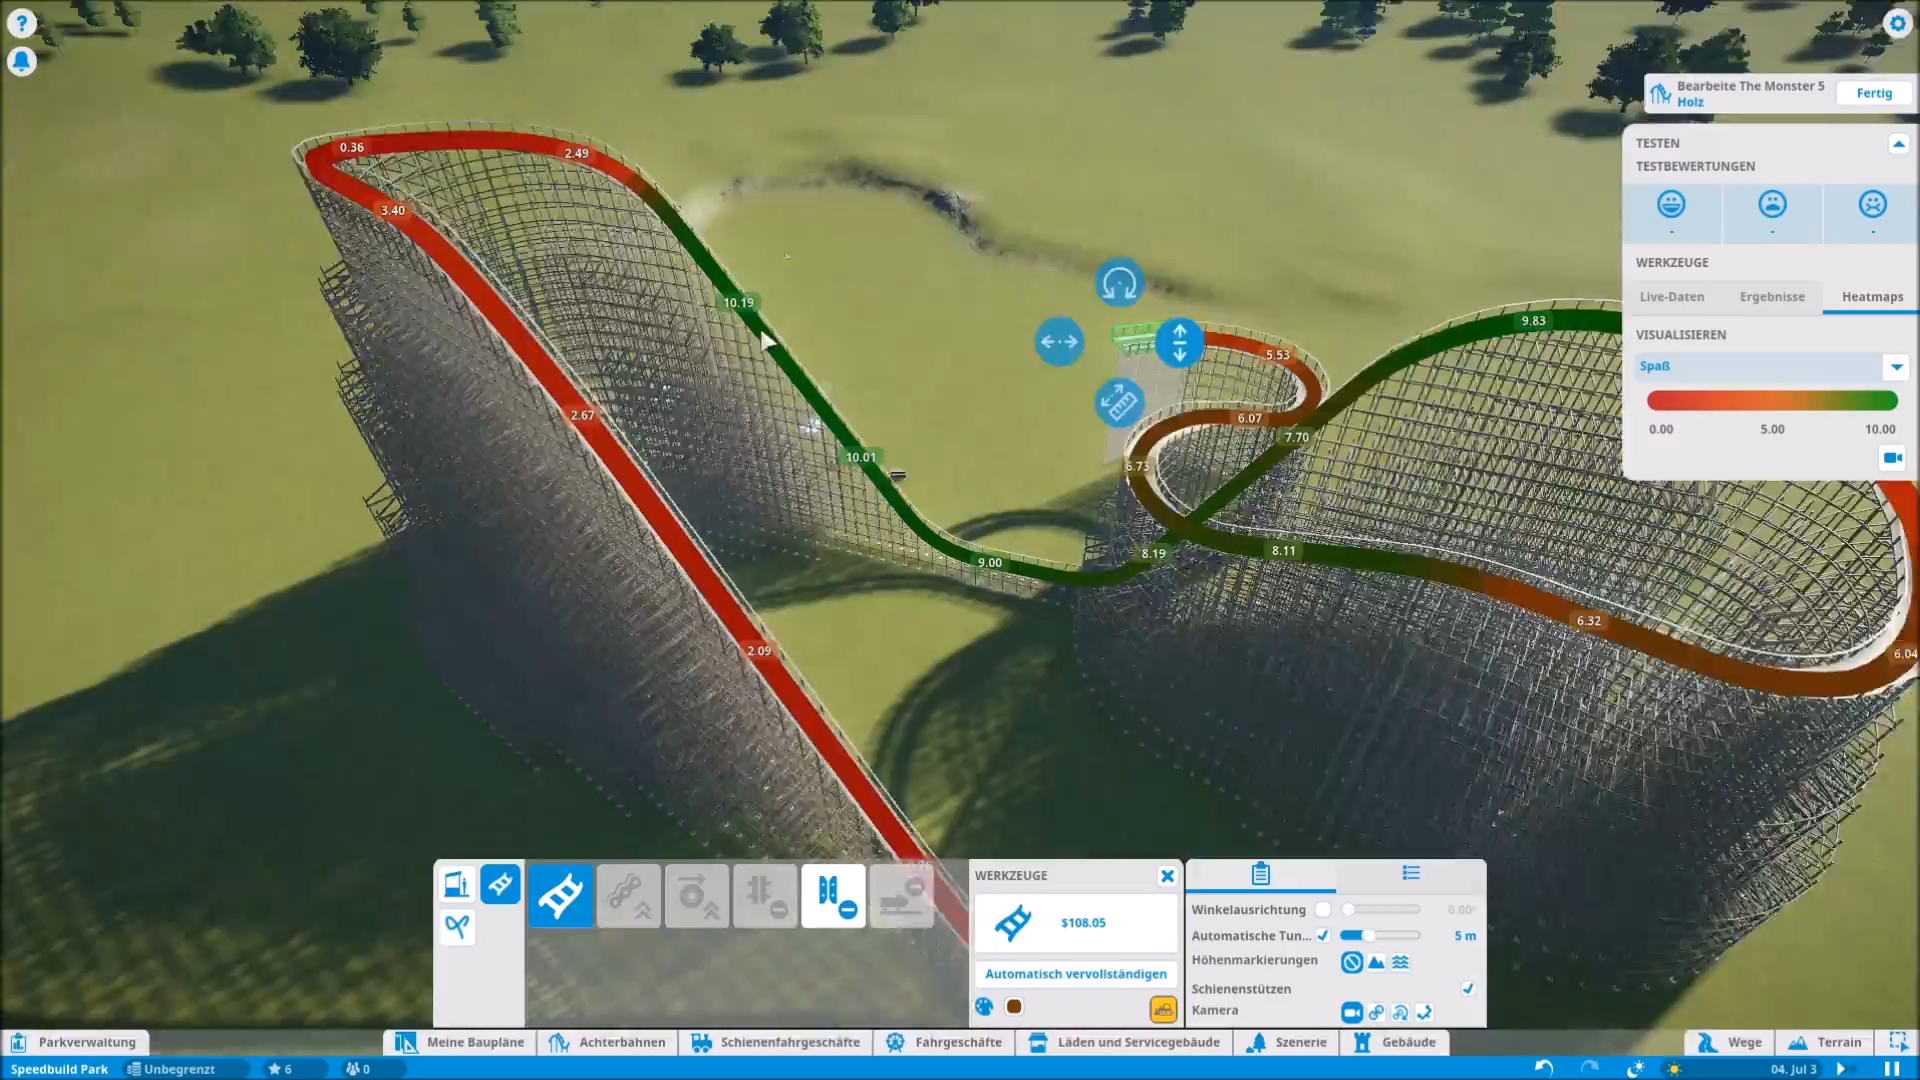 ?
Bearbeite The Monster 5
Holz
Fertig
TESTEN
TESTBEWERTUNGEN
-
-
-
WERKZEUGE
Live-Daten
Ergebnisse
Heatmaps
VISUALISIEREN
Spaß
0.00
5.00
10.00
0.36
2.49
3.40
10.19
2.67
10.01
2.09
9.00
8.19
8.11
6.73
6.07
7.70
5.53
9.83
6.32
6.04
WERKZEUGE
$108.05
Automatisch vervollständigen
Winkelausrichtung
0.00°
Automatische Tun...
5 m
Höhenmarkierungen
Schienenstützen
Kamera
Parkverwaltung
Meine Baupläne
Achterbahnen
Schienenfahrgeschäfte
Fahrgeschäfte
Läden und Servicegebäude
Szenerie
Gebäude
Wege
Terrain
Speedbuild Park
Unbegrenzt
6
0
04. Jul 3